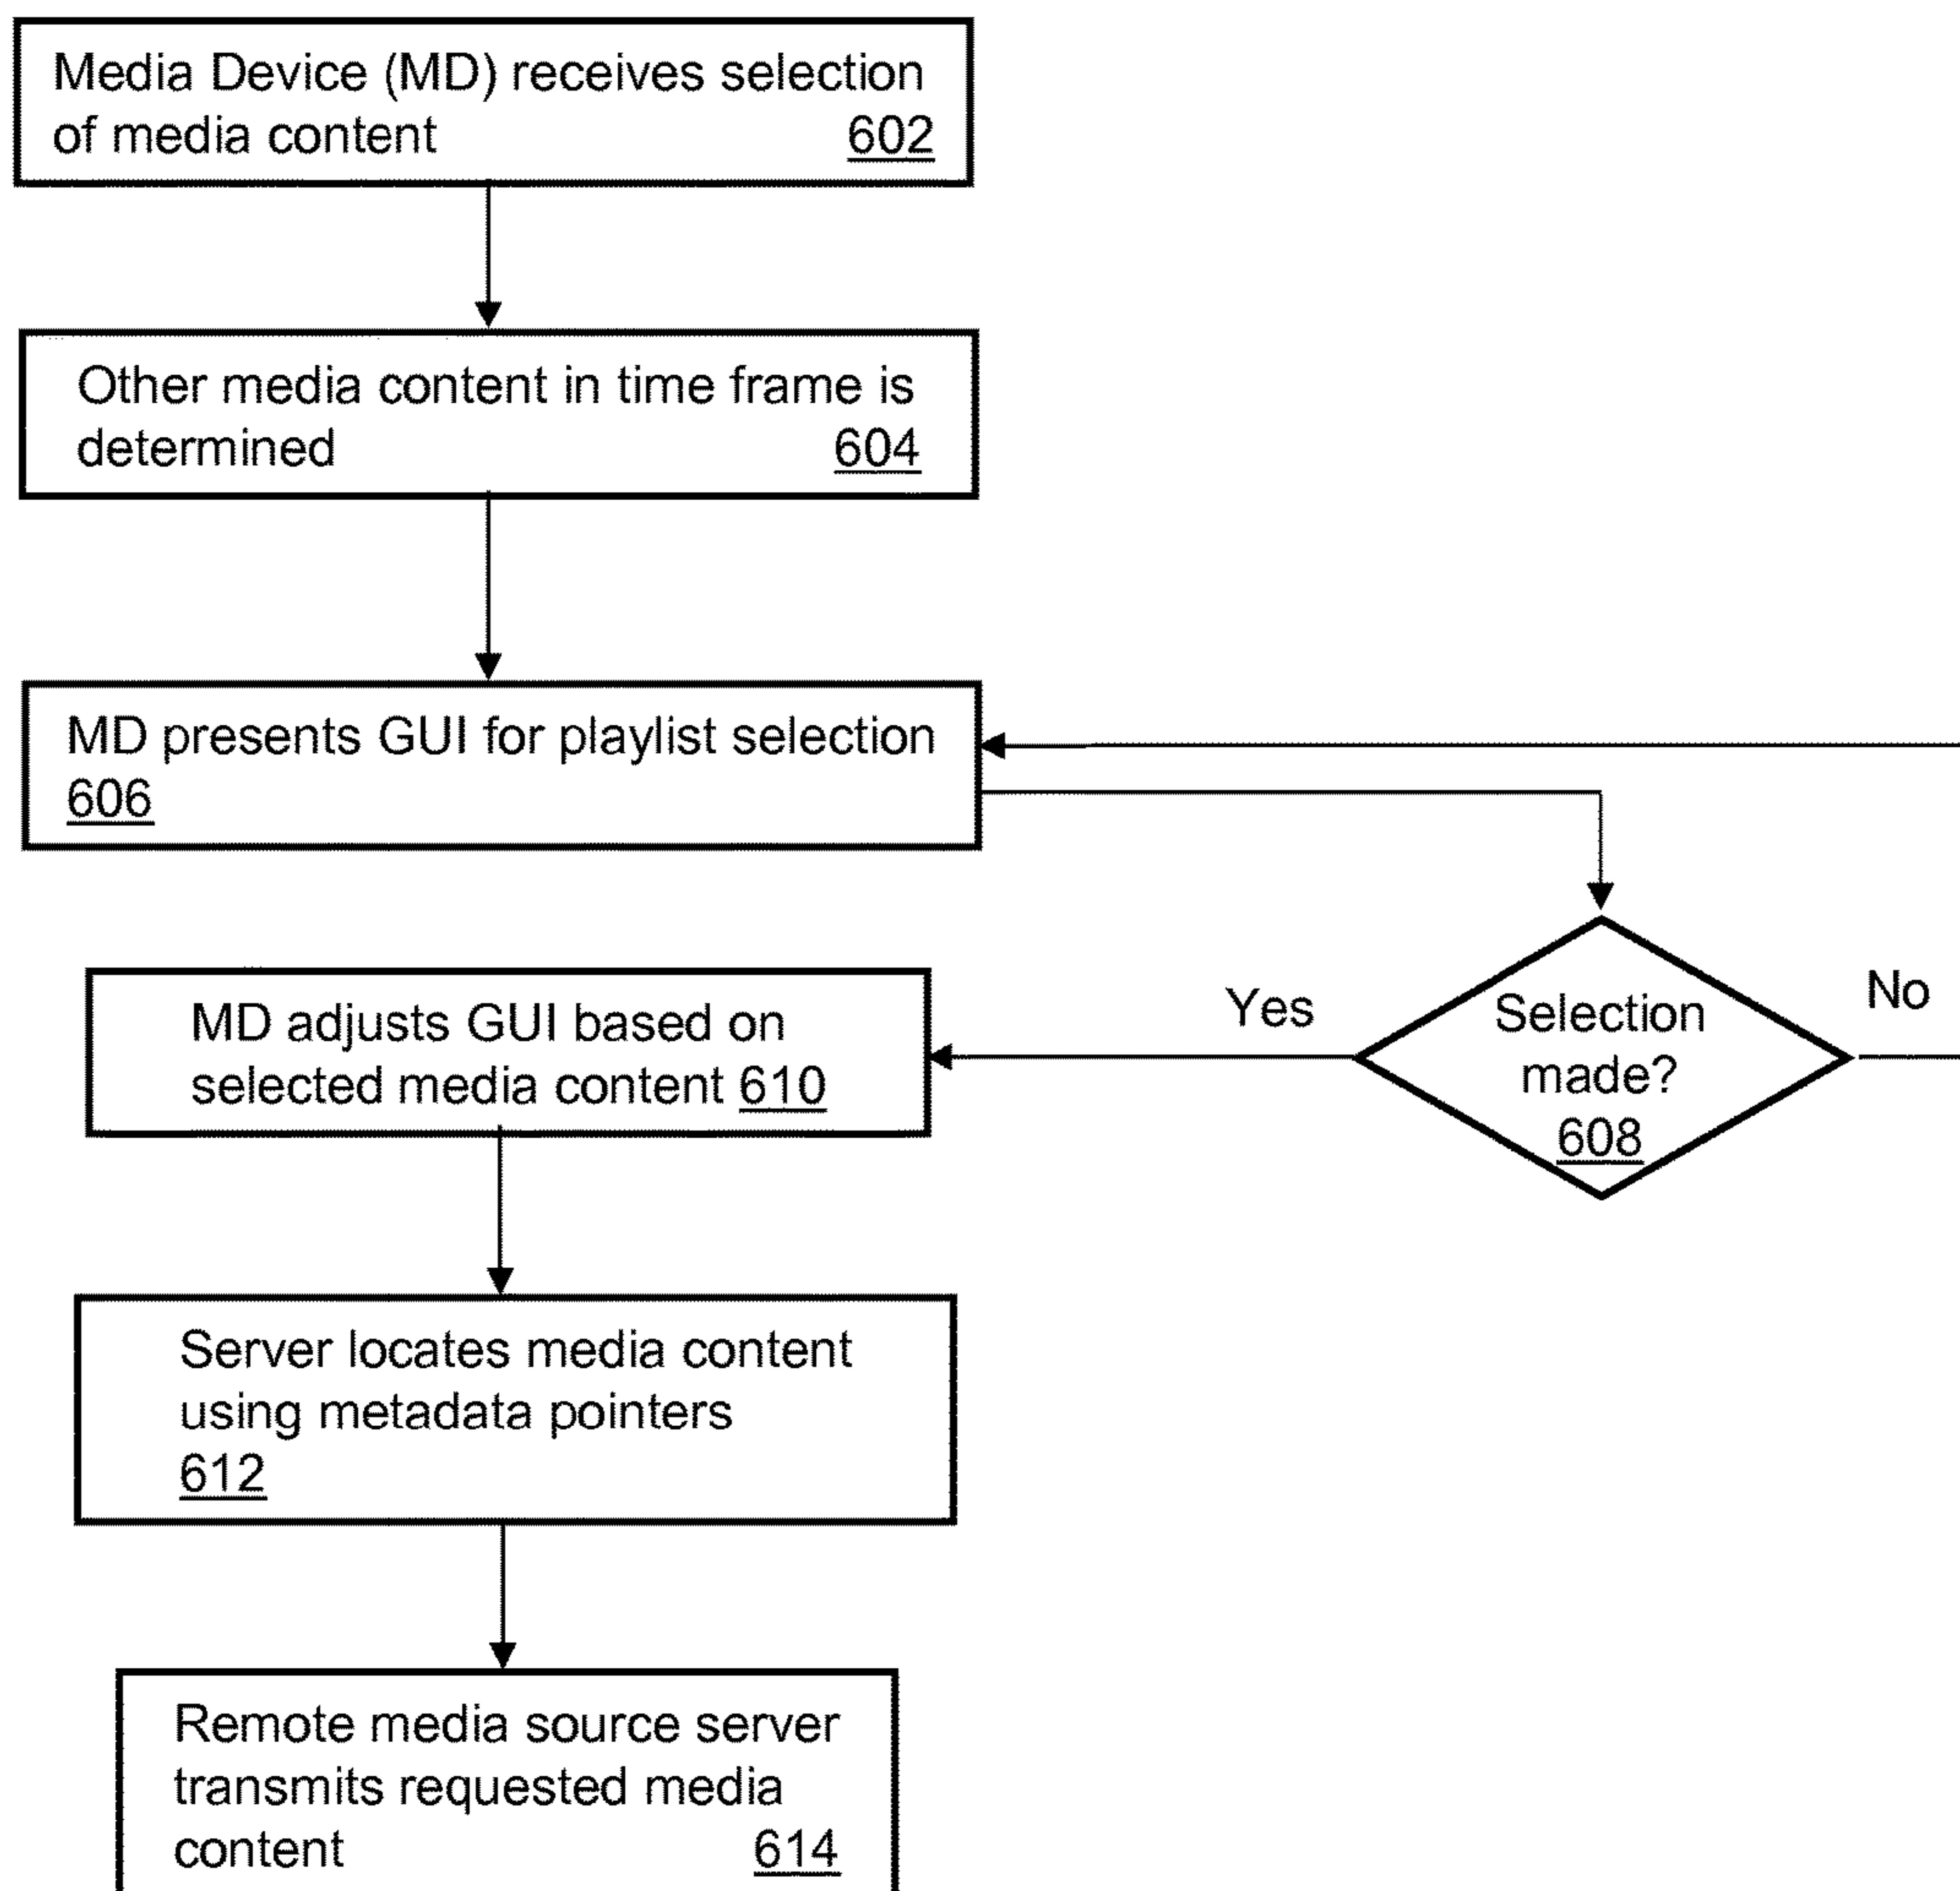 Media Device (MD) receives selection
of media content 602
Other media content in time frame is
determined 604
MD presents GUI for playlist selection
606
Selection
made?
608
Yes
No
MD adjusts GUI based on
selected media content 610
Server locates media content
using metadata pointers
612
Remote media source server
transmits requested media
content 614